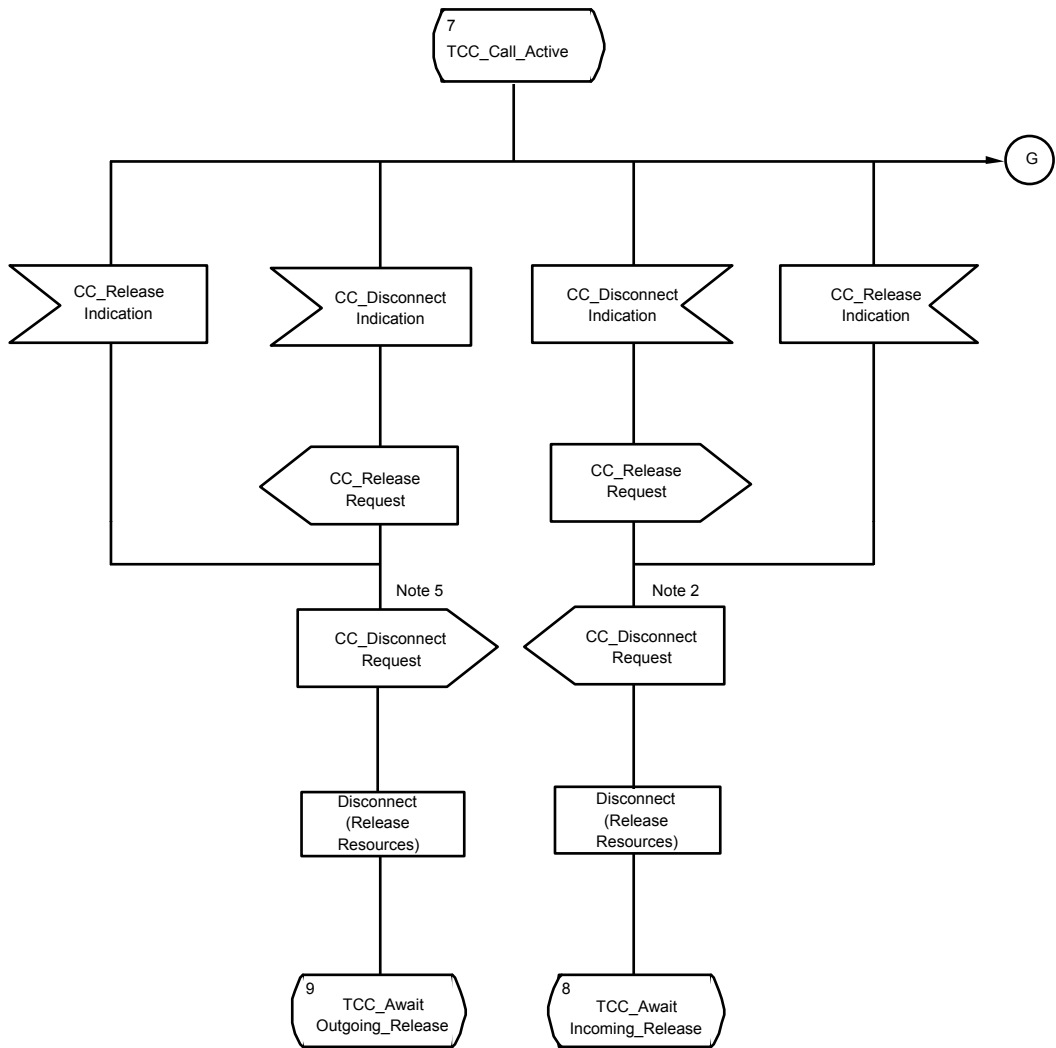 7
TCC_Call_Active
G
CC_Release
Indication
CC_Disconnect
Indication
CC_Disconnect
Indication
CC_Release
Indication
CC_Release
Request
CC_Release
Request
Note 5
Note 2
CC_Disconnect
Request
CC_Disconnect
Request
Disconnect
(Release
Resources)
Disconnect
(Release
Resources)
9
TCC_Await
Outgoing_Release
8
TCC_Await
Incoming_Release